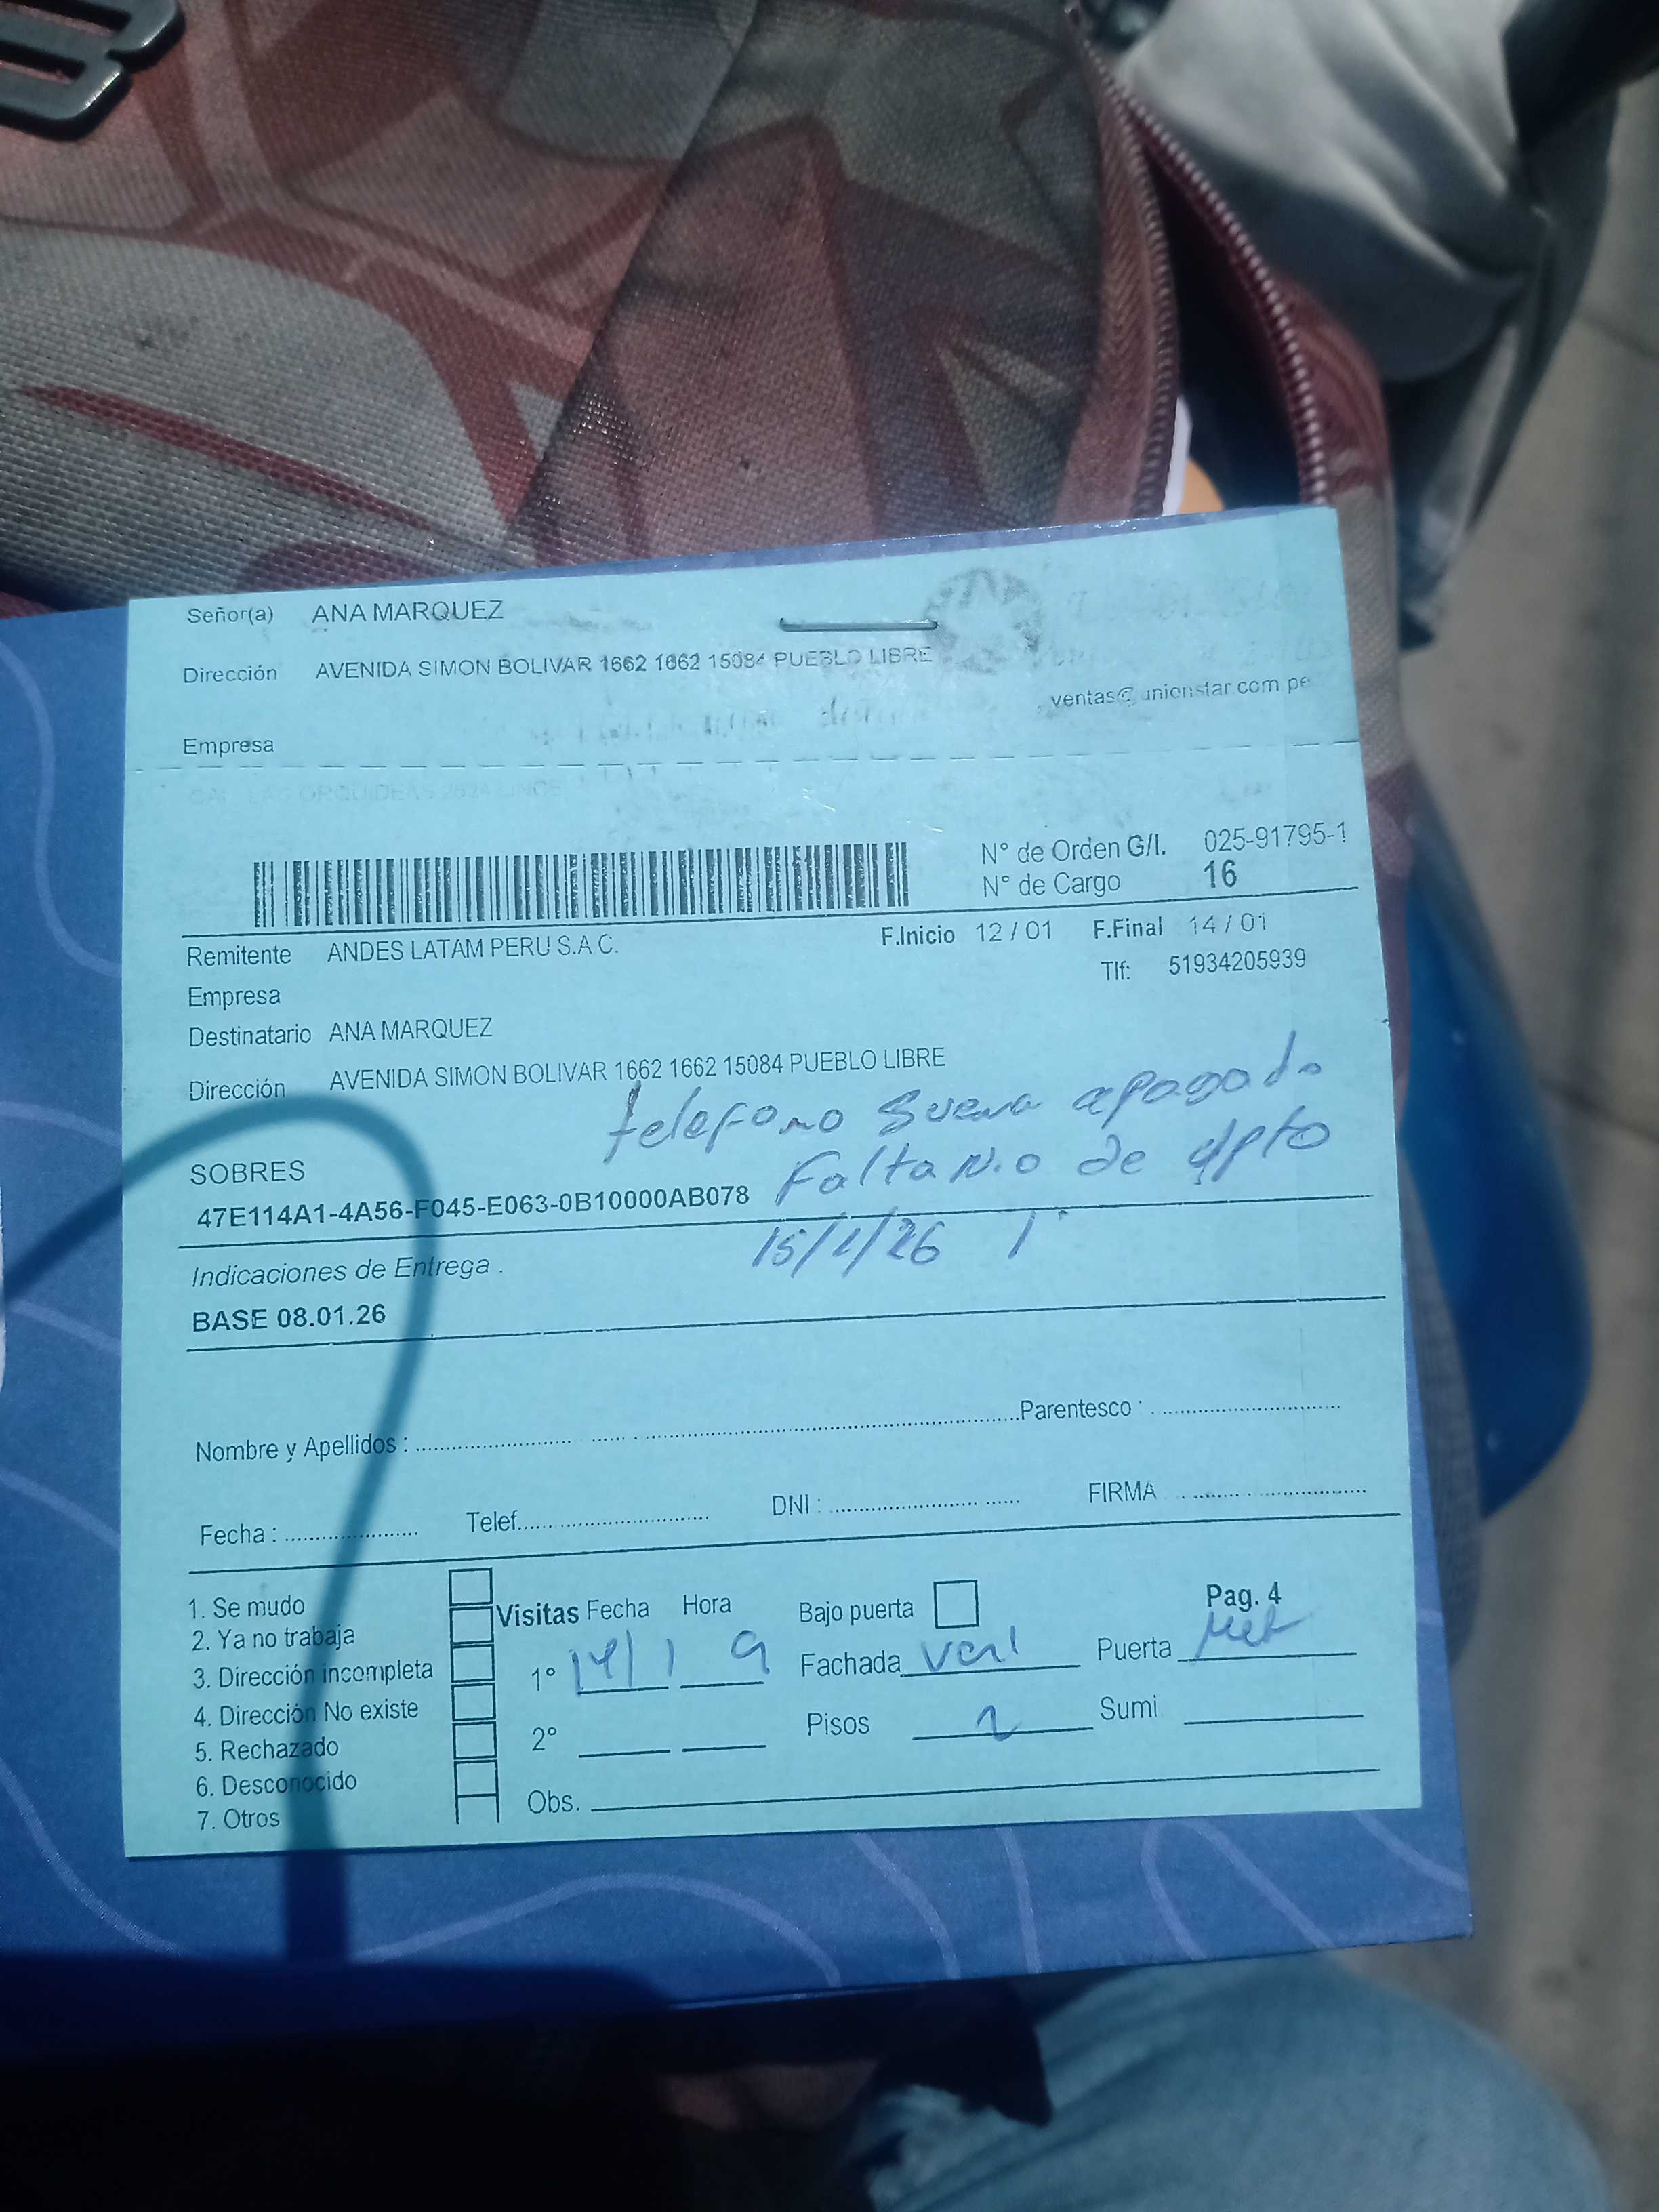 Señor(a) ANA MARQUEZ
Dirección AVENIDA SIMON BOLIVAR 1662 1662 15084 PUEBLO LIBRE
ventas@unionstar.com.pe
Empresa
N° de Orden G/I. 025-91795-1
N° de Cargo 16
Remitente ANDES LATAM PERU S.A.C. F.Inicio 12 / 01 F.Final 14 / 01
Tlf: 51934205939
Empresa
Destinatario ANA MARQUEZ
Dirección AVENIDA SIMON BOLIVAR 1662 1662 15084 PUEBLO LIBRE
telefono suena apagado
SOBRES
Falta N.o de dpto
47E114A1-4A56-F045-E063-0B10000AB078
15/1/26
Indicaciones de Entrega .
BASE 08.01.26
Nombre y Apellidos : Parentesco :
Fecha : Telef. DNI : FIRMA
1. Se mudo
2. Ya no trabaja
3. Dirección incompleta
4. Dirección No existe
5. Rechazado
6. Desconocido
7. Otros
Visitas Fecha Hora Bajo puerta Pag. 4
1° 14/1 9 Fachada Puerta
2° Pisos 2 Sumi
Obs.